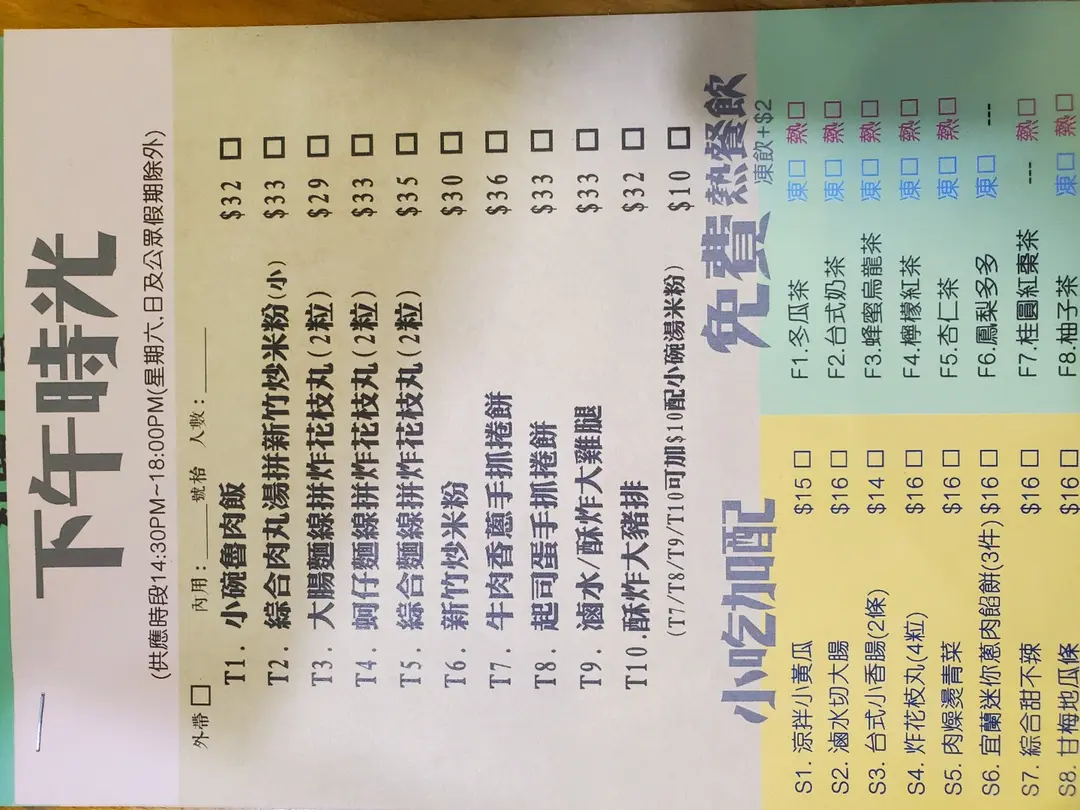 下午時光
(供應時段14:30PM~18:00PM(星期六.日及公眾假期除外)
外帶□ 內用：____號枱 人數：____
T1. 小碗魯肉飯 $32 □
T2. 綜合肉丸湯拼新竹炒米粉(小) $33 □
T3. 大腸麵線拼炸花枝丸(2粒) $29 □
T4. 蚵仔麵線拼炸花枝丸(2粒) $33 □
T5. 綜合麵線拼炸花枝丸(2粒) $35 □
T6. 新竹炒米粉 $30 □
T7. 牛肉香蔥手抓捲餅 $36 □
T8. 起司蛋手抓捲餅 $33 □
T9. 滷水/酥炸大雞腿 $33 □
T10.酥炸大豬排 $32 □
(T7/T8/T9/T10可加$10配小碗湯米粉) $10 □
小吃加配
S1. 涼拌小黃瓜 $15 □
S2. 滷水切大腸 $16 □
S3. 台式小香腸(2條) $14 □
S4. 炸花枝丸(4粒) $16 □
S5. 肉燥燙青菜 $16 □
S6. 宜蘭迷你蔥肉餡餅(3件) $16 □
S7. 綜合甜不辣 $16 □
S8. 甘梅地瓜條 $16 □
免費熱餐飲
凍飲+$2
F1.冬瓜茶 凍□ 熱□
F2.台式奶茶 凍□ 熱□
F3.蜂蜜烏龍茶 凍□ 熱□
F4.檸檬紅茶 凍□ 熱□
F5.杏仁茶 凍□ 熱□
F6.鳳梨多多 凍□ ---
F7.桂圓紅棗茶 --- 熱□
F8.柚子茶 凍□ 熱□